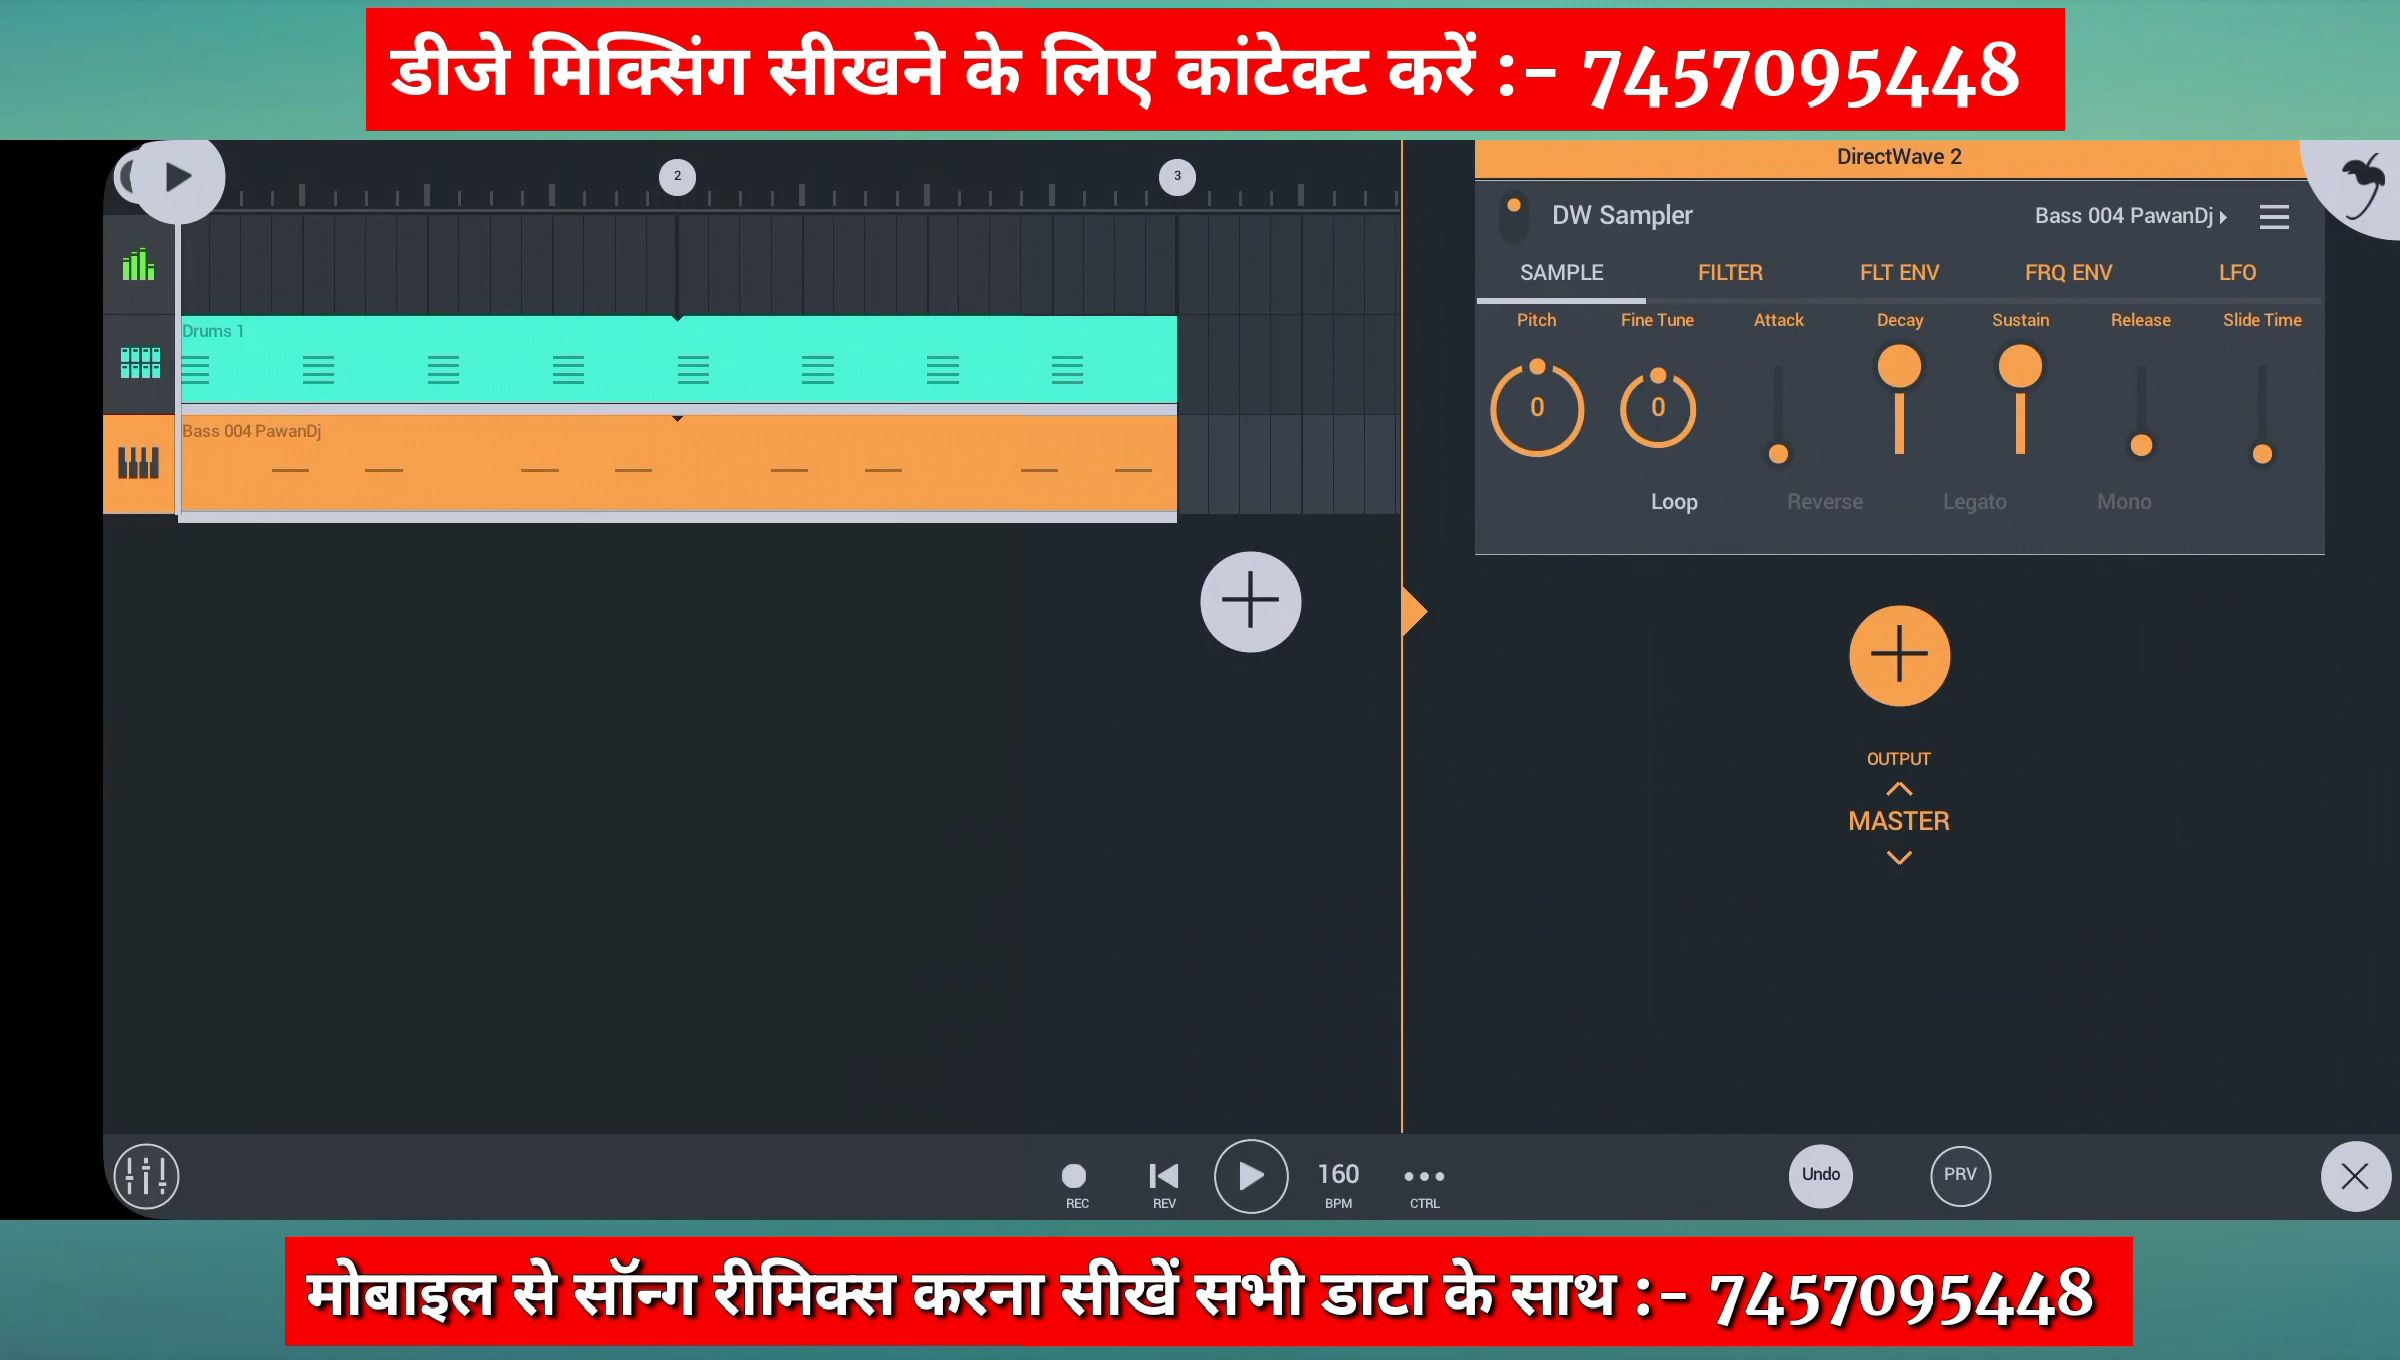 डीजे मिक्सिंग सीखने के लिए कांटेक्ट करें :- 7457095448
2 3
DirectWave 2
DW Sampler
Bass 004 PawanDj
SAMPLE FILTER FLT ENV FRQ ENV LFO
Pitch Fine Tune Attack Decay Sustain Release Slide Time
0 0
Loop Reverse Legato Mono
Drums 1
Bass 004 PawanDj
OUTPUT
MASTER
160
REC REV BPM CTRL
Undo PRV
मोबाइल से सॉन्ग रीमिक्स करना सीखें सभी डाटा के साथ :- 7457095448